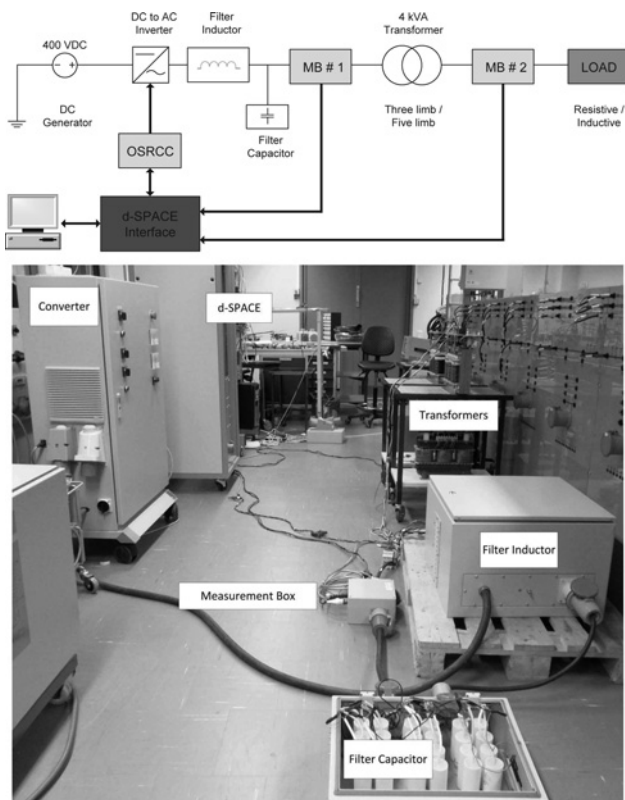 DC to AC
Inverter
Filter
Inductor
4 kVA
Transformer
400 VDC
MB # 1
MB # 2
LOAD
DC
Generator
Filter
Capacitor
Three limb /
Five limb
Resistive /
Inductive
OSRCC
d-SPACE
Interface
Converter
d-SPACE
Transformers
Filter Inductor
Measurement Box
Filter Capacitor